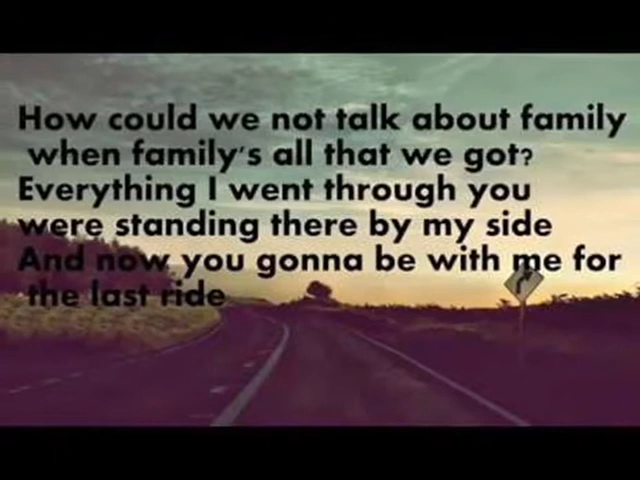 How could we not talk about family
when family's all that we got?
Everything I went through you
were standing there by my side
And now you gonna be with me for
the last ride